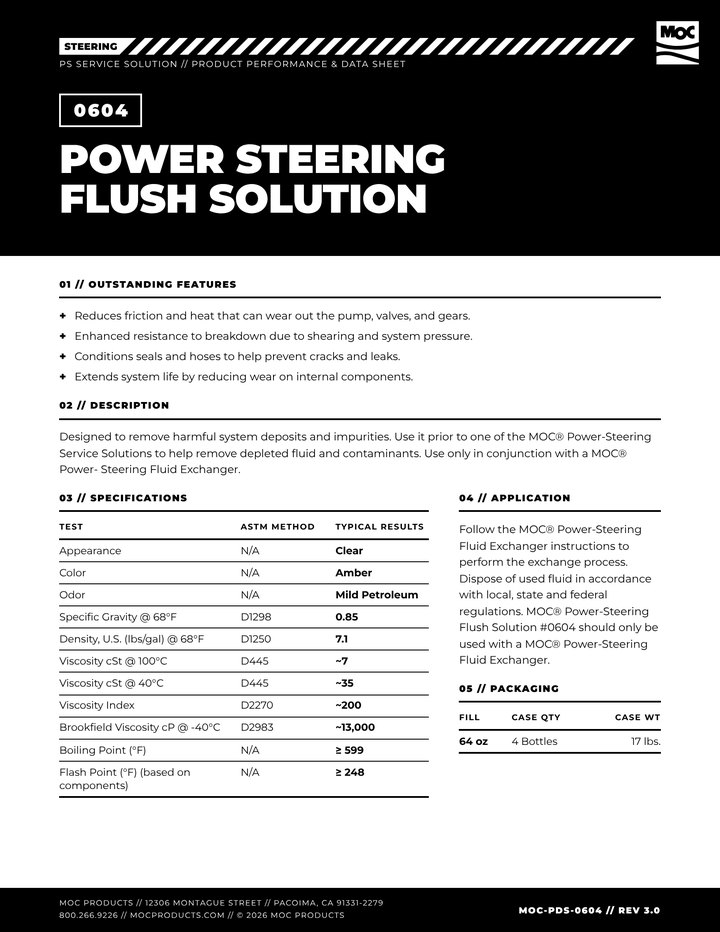 STEERING
MOC
PS SERVICE SOLUTION // PRODUCT PERFORMANCE & DATA SHEET
0604
POWER STEERING
FLUSH SOLUTION
01 // OUTSTANDING FEATURES
+ Reduces friction and heat that can wear out the pump, valves, and gears.
+ Enhanced resistance to breakdown due to shearing and system pressure.
+ Conditions seals and hoses to help prevent cracks and leaks.
+ Extends system life by reducing wear on internal components.
02 // DESCRIPTION
Designed to remove harmful system deposits and impurities. Use it prior to one of the MOC® Power-Steering
Service Solutions to help remove depleted fluid and contaminants. Use only in conjunction with a MOC®
Power- Steering Fluid Exchanger.
03 // SPECIFICATIONS
TEST ASTM METHOD TYPICAL RESULTS
Appearance N/A Clear
Color N/A Amber
Odor N/A Mild Petroleum
Specific Gravity @ 68°F D1298 0.85
Density, U.S. (lbs/gal) @ 68°F D1250 7.1
Viscosity cSt @ 100°C D445 ~7
Viscosity cSt @ 40°C D445 ~35
Viscosity Index D2270 ~200
Brookfield Viscosity cP @ -40°C D2983 ~13,000
Boiling Point (°F) N/A ≥ 599
Flash Point (°F) (based on N/A ≥ 248
components)
04 // APPLICATION
Follow the MOC® Power-Steering
Fluid Exchanger instructions to
perform the exchange process.
Dispose of used fluid in accordance
with local, state and federal
regulations. MOC® Power-Steering
Flush Solution #0604 should only be
used with a MOC® Power-Steering
Fluid Exchanger.
05 // PACKAGING
FILL CASE QTY CASE WT
64 oz 4 Bottles 17 lbs.
MOC PRODUCTS // 12306 MONTAGUE STREET // PACOIMA, CA 91331-2279
800.266.9226 // MOCPRODUCTS.COM // © 2026 MOC PRODUCTS
MOC-PDS-0604 // REV 3.0